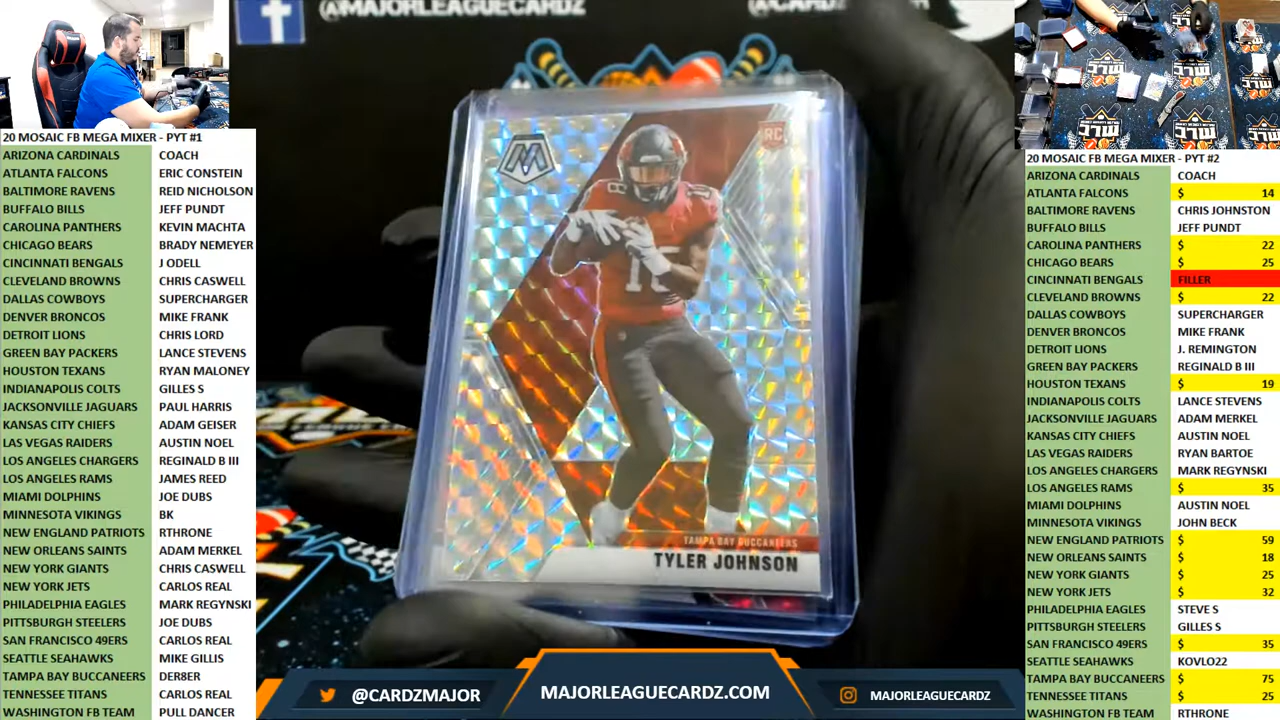 @MAJORLEAGUECARDZ
@CARDZ
20 MOSAIC FB MEGA MIXER - PYT #1
ARIZONA CARDINALS COACH
ATLANTA FALCONS ERIC CONSTEIN
BALTIMORE RAVENS REID NICHOLSON
BUFFALO BILLS JEFF PUNDT
CAROLINA PANTHERS KEVIN MACHTA
CHICAGO BEARS BRADY NEMEYER
CINCINNATI BENGALS J ODELL
CLEVELAND BROWNS CHRIS CASWELL
DALLAS COWBOYS SUPERCHARGER
DENVER BRONCOS MIKE FRANK
DETROIT LIONS CHRIS LORD
GREEN BAY PACKERS LANCE STEVENS
HOUSTON TEXANS RYAN MALONEY
INDIANAPOLIS COLTS GILLES S
JACKSONVILLE JAGUARS PAUL HARRIS
KANSAS CITY CHIEFS ADAM GEISER
LAS VEGAS RAIDERS AUSTIN NOEL
LOS ANGELES CHARGERS REGINALD B III
LOS ANGELES RAMS JAMES REED
MIAMI DOLPHINS JOE DUBS
MINNESOTA VIKINGS BK
NEW ENGLAND PATRIOTS RTHRONE
NEW ORLEANS SAINTS ADAM MERKEL
NEW YORK GIANTS CHRIS CASWELL
NEW YORK JETS CARLOS REAL
PHILADELPHIA EAGLES MARK REGYNSKI
PITTSBURGH STEELERS JOE DUBS
SAN FRANCISCO 49ERS CARLOS REAL
SEATTLE SEAHAWKS MIKE GILLIS
TAMPA BAY BUCCANEERS DER8ER
TENNESSEE TITANS CARLOS REAL
WASHINGTON FB TEAM PULL DANCER
M
RC
18
TAMPA BAY BUCCANEERS
TYLER JOHNSON
@CARDZMAJOR
MAJORLEAGUECARDZ.COM
MAJORLEAGUECARDZ
20 MOSAIC FB MEGA MIXER - PYT #2
ARIZONA CARDINALS COACH
ATLANTA FALCONS $ 14
BALTIMORE RAVENS CHRIS JOHNSTON
BUFFALO BILLS JEFF PUNDT
CAROLINA PANTHERS $ 22
CHICAGO BEARS $ 25
CINCINNATI BENGALS FILLER
CLEVELAND BROWNS $ 22
DALLAS COWBOYS SUPERCHARGER
DENVER BRONCOS MIKE FRANK
DETROIT LIONS J. REMINGTON
GREEN BAY PACKERS REGINALD B III
HOUSTON TEXANS $ 19
INDIANAPOLIS COLTS LANCE STEVENS
JACKSONVILLE JAGUARS ADAM MERKEL
KANSAS CITY CHIEFS AUSTIN NOEL
LAS VEGAS RAIDERS RYAN BARTOE
LOS ANGELES CHARGERS MARK REGYNSKI
LOS ANGELES RAMS $ 35
MIAMI DOLPHINS AUSTIN NOEL
MINNESOTA VIKINGS JOHN BECK
NEW ENGLAND PATRIOTS $ 59
NEW ORLEANS SAINTS $ 18
NEW YORK GIANTS $ 25
NEW YORK JETS $ 32
PHILADELPHIA EAGLES STEVE S
PITTSBURGH STEELERS GILLES S
SAN FRANCISCO 49ERS $ 35
SEATTLE SEAHAWKS KOVLO22
TAMPA BAY BUCCANEERS $ 75
TENNESSEE TITANS $ 25
WASHINGTON FB TEAM RTHRONE